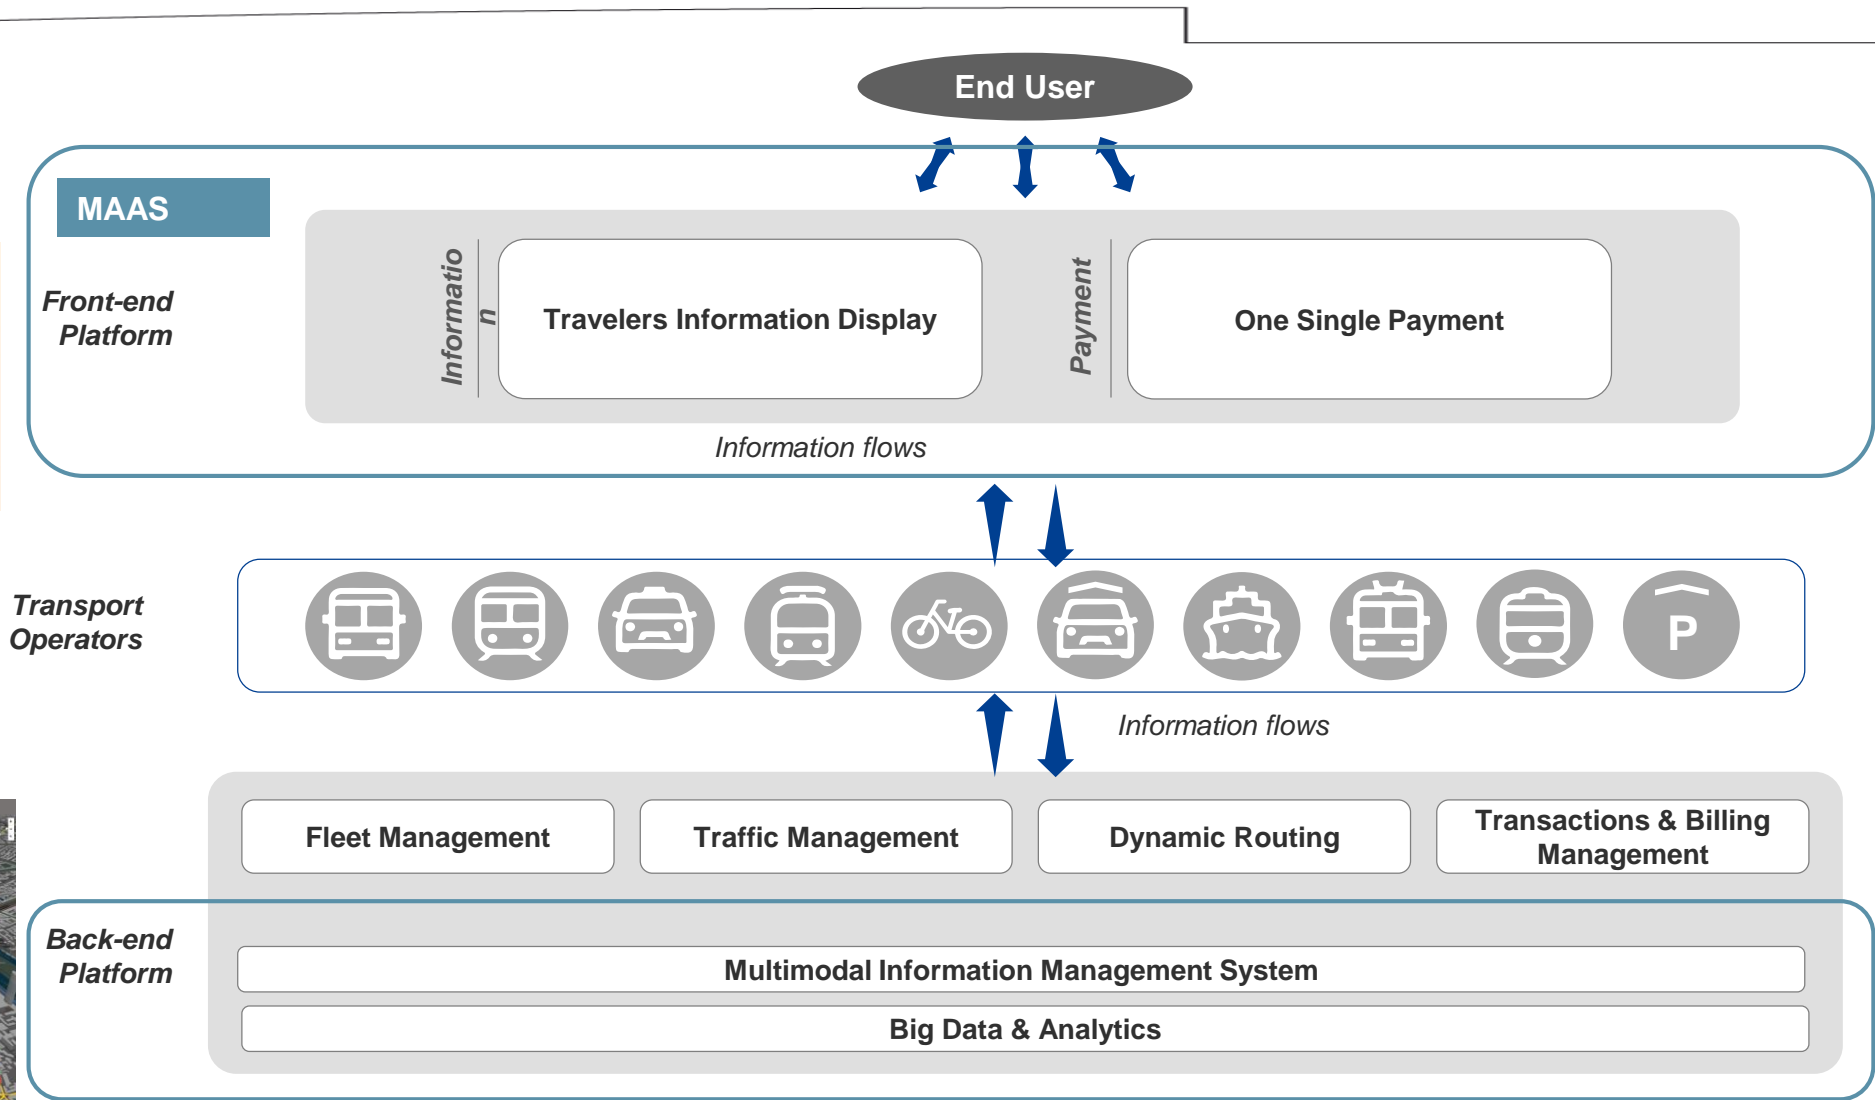 End User
MAAS
Front-end
Platform
Informatio
n
Travelers Information Display
Payment
One Single Payment
Information flows
Transport
Operators
P
Information flows
Fleet Management
Traffic Management
Dynamic Routing
Transactions & Billing
Management
Back-end
Platform
Multimodal Information Management System
Big Data & Analytics